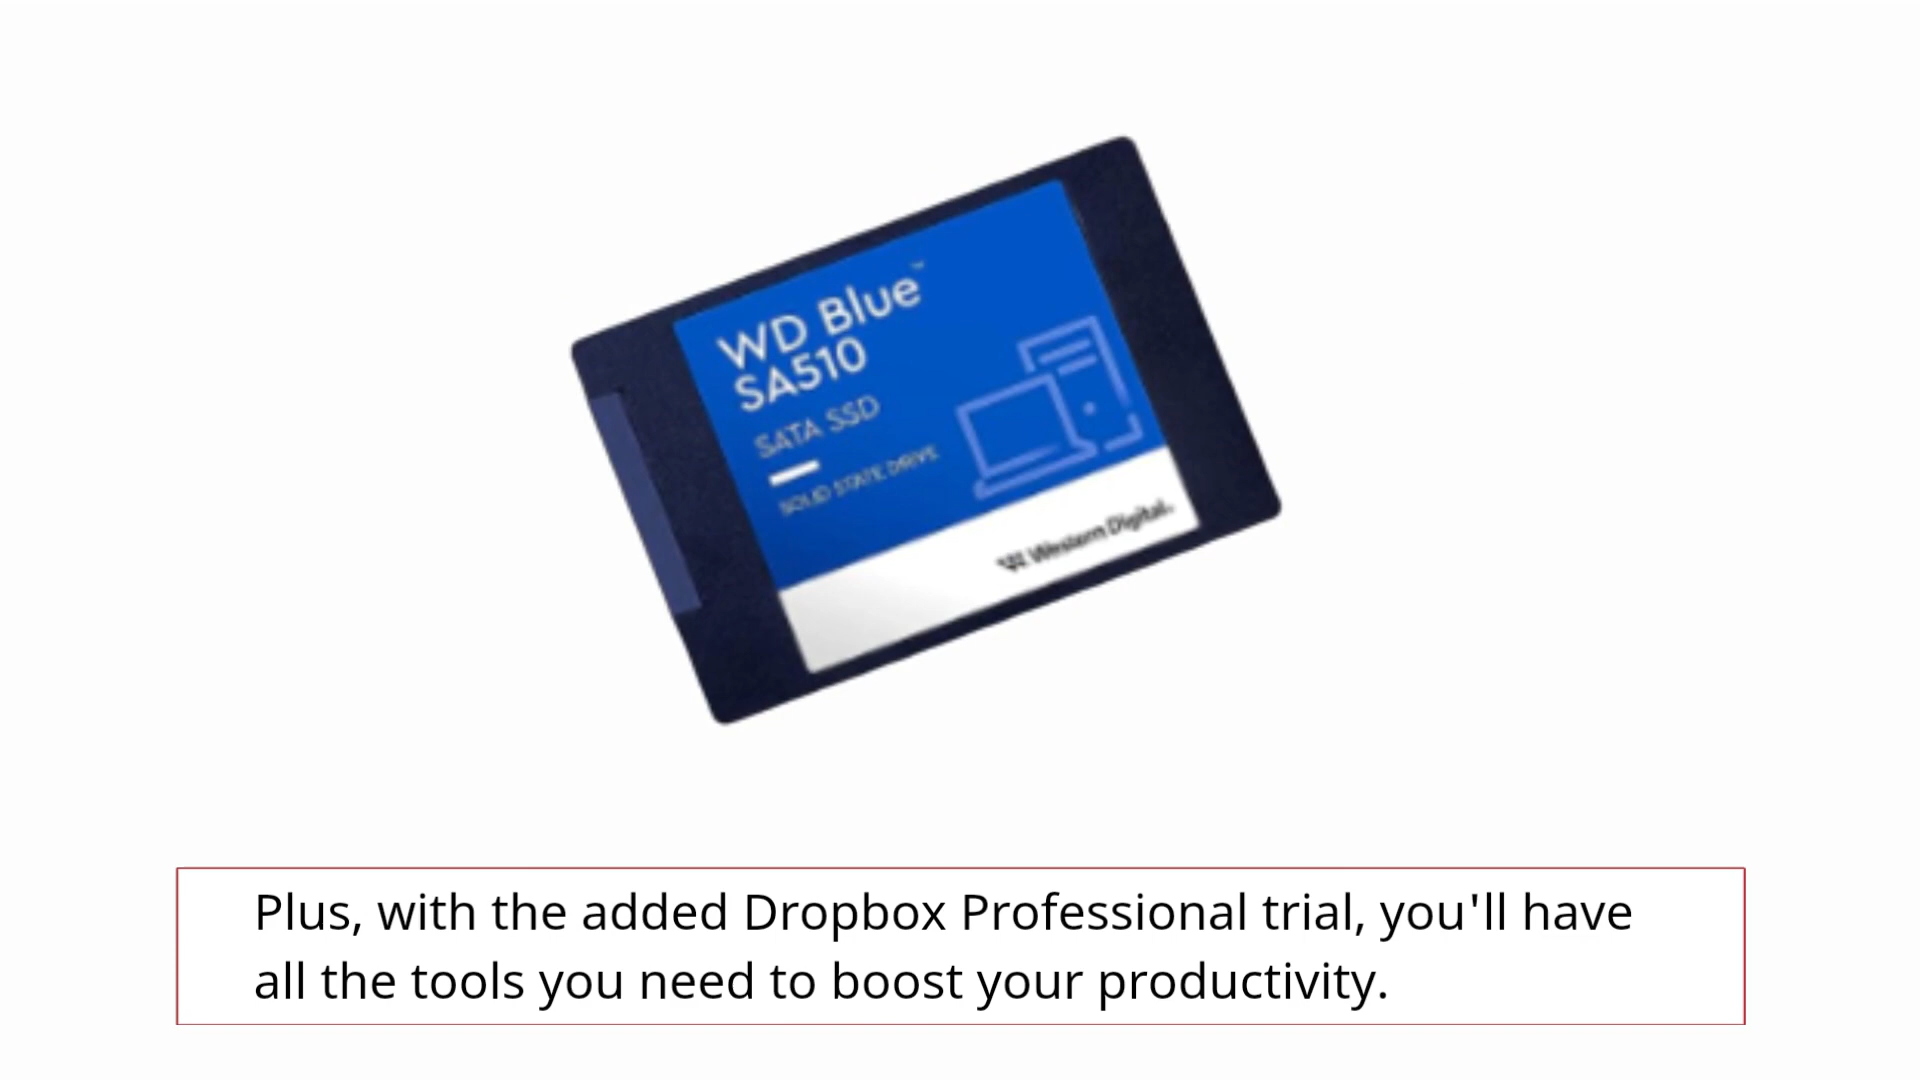 WD Blue™
SA510
SATA SSD
SOLID STATE DRIVE
Western Digital.
Plus, with the added Dropbox Professional trial, you'll have
all the tools you need to boost your productivity.